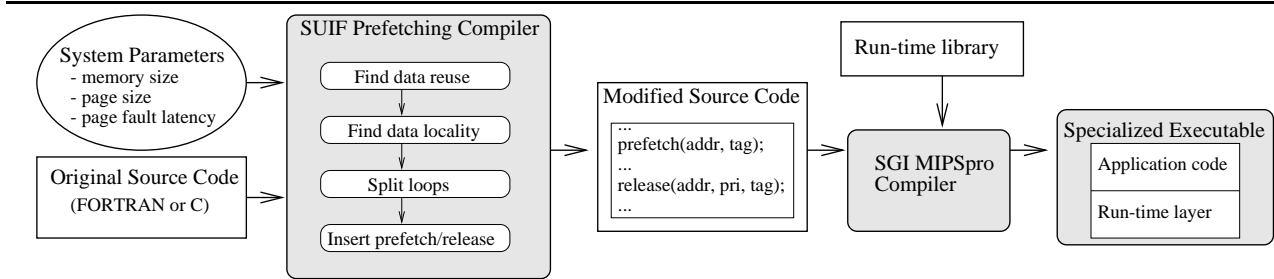 System Parameters
- memory size
- page size
- page fault latency
Original Source Code
(FORTRAN or C)
SUIF Prefetching Compiler
Find data reuse
Find data locality
Split loops
Insert prefetch/release
Modified Source Code
...
prefetch(addr, tag);
...
release(addr, pri, tag);
...
Run-time library
SGI MIPSpro
Compiler
Specialized Executable
Application code
Run-time layer